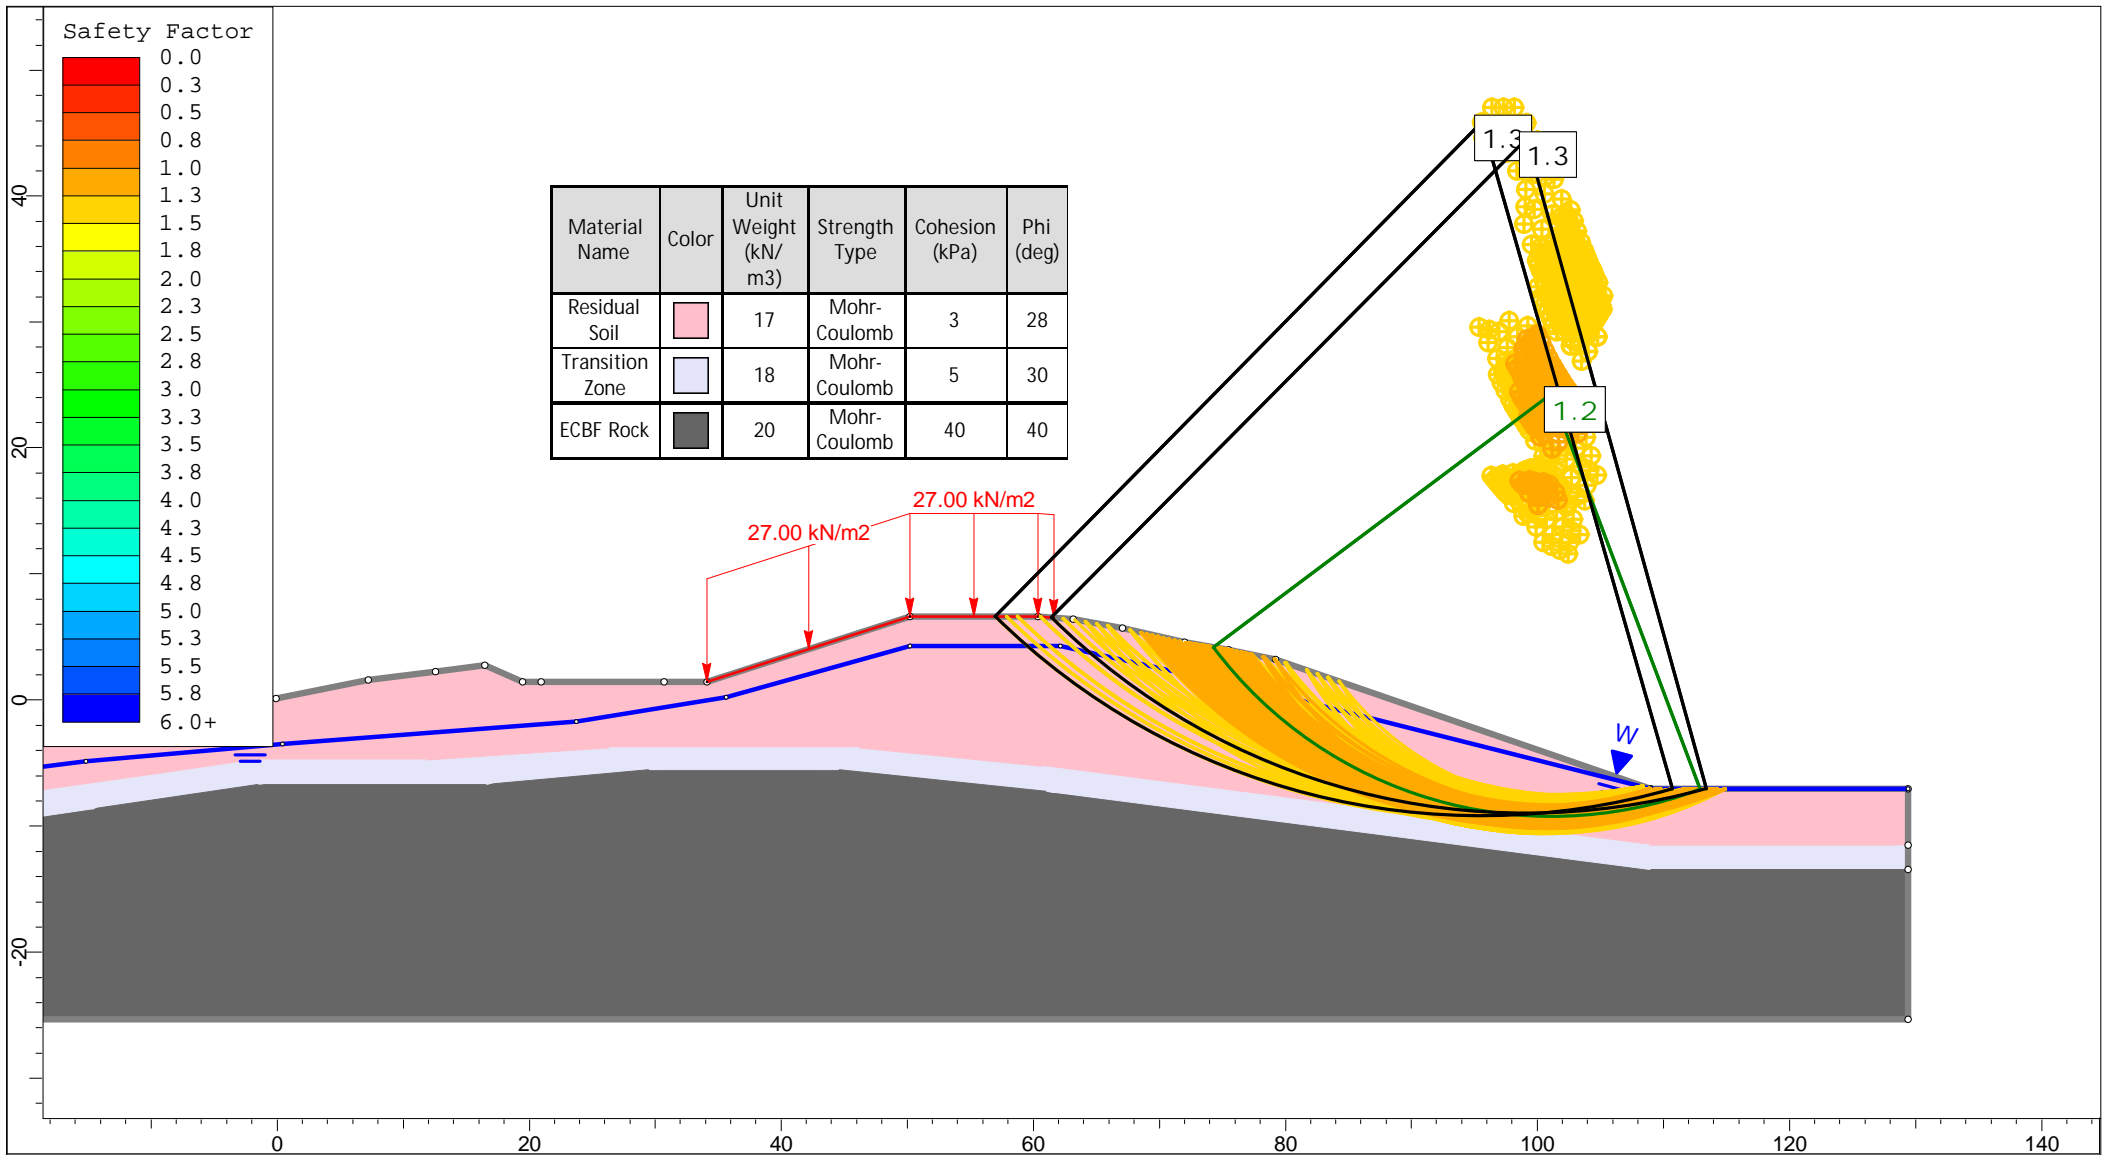 Safety Factor
0.0
0.3
0.5
0.8
1.0
1.3
1.5
1.8
2.0
2.3
2.5
2.8
3.0
3.3
3.5
3.8
4.0
4.3
4.5
4.8
5.0
5.3
5.5
5.8
6.0+
Material
Name
Color
Unit
Weight
(kN/
m3)
Strength
Type
Cohesion
(kPa)
Phi
(deg)
Residual
Soil
17
Mohr-
Coulomb
3
28
Transition
Zone
18
Mohr-
Coulomb
5
30
ECBF Rock
20
Mohr-
Coulomb
40
40
1.3
1.3
1.2
27.00 kN/m2
27.00 kN/m2
W
40
20
0
-20
0
20
40
60
80
100
120
140